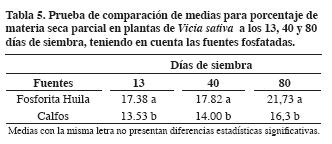 Tabla 5. Prueba de comparación de medias para porcentaje de
materia seca parcial en plantas de Vicia sativa a los 13, 40 y 80
días de siembra, teniendo en cuenta las fuentes fosfatadas.
Días de siembra
Fuentes 13 40 80
Fosforita Huila 17.38 a 17.82 a 21,73 a
Calfos 13.53 b 14.00 b 16,3 b
Medias con la misma letra no presentan diferencias estadísticas significativas.